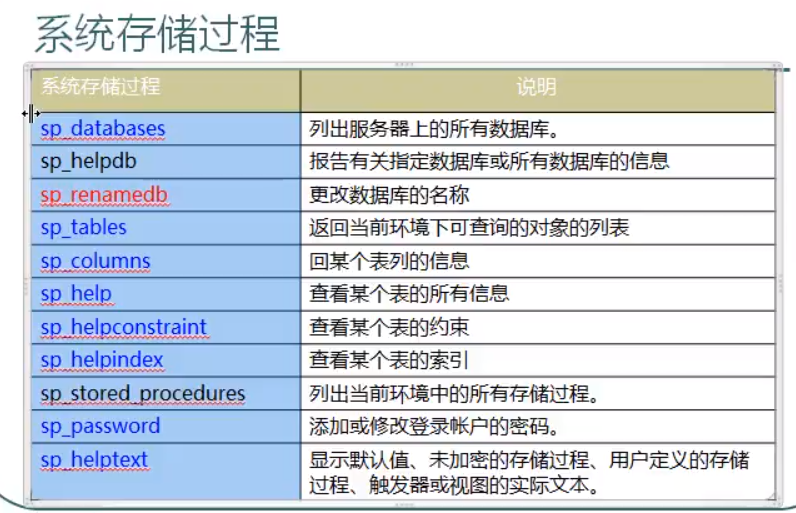 系统存储过程
系统存储过程 说明
sp_databases 列出服务器上的所有数据库。
sp_helpdb 报告有关指定数据库或所有数据库的信息
sp_renamedb 更改数据库的名称
sp_tables 返回当前环境下可查询的对象的列表
sp_columns 回某个表列的信息
sp_help 查看某个表的所有信息
sp_helpconstraint 查看某个表的约束
sp_helpindex 查看某个表的索引
sp_stored_procedures 列出当前环境中的所有存储过程。
sp_password 添加或修改登录帐户的密码。
sp_helptext 显示默认值、未加密的存储过程、用户定义的存储
过程、触发器或视图的实际文本。